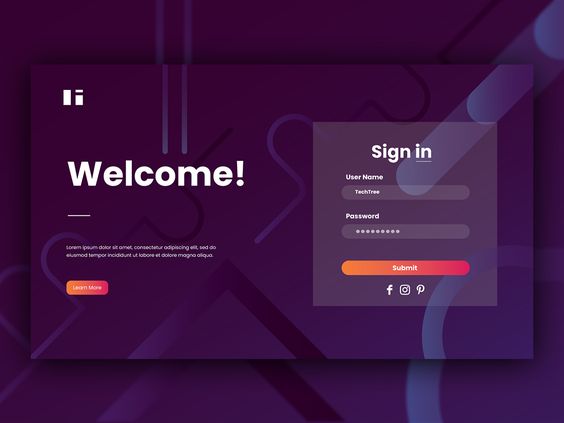 Welcome!
Lorem ipsum dolor sit amet, consectetur adipiscing elit, sed do
eiusmod tempor incididunt ut labore et dolore magna aliqua.
Learn More
Sign in
User Name
TechTree
Password
Submit